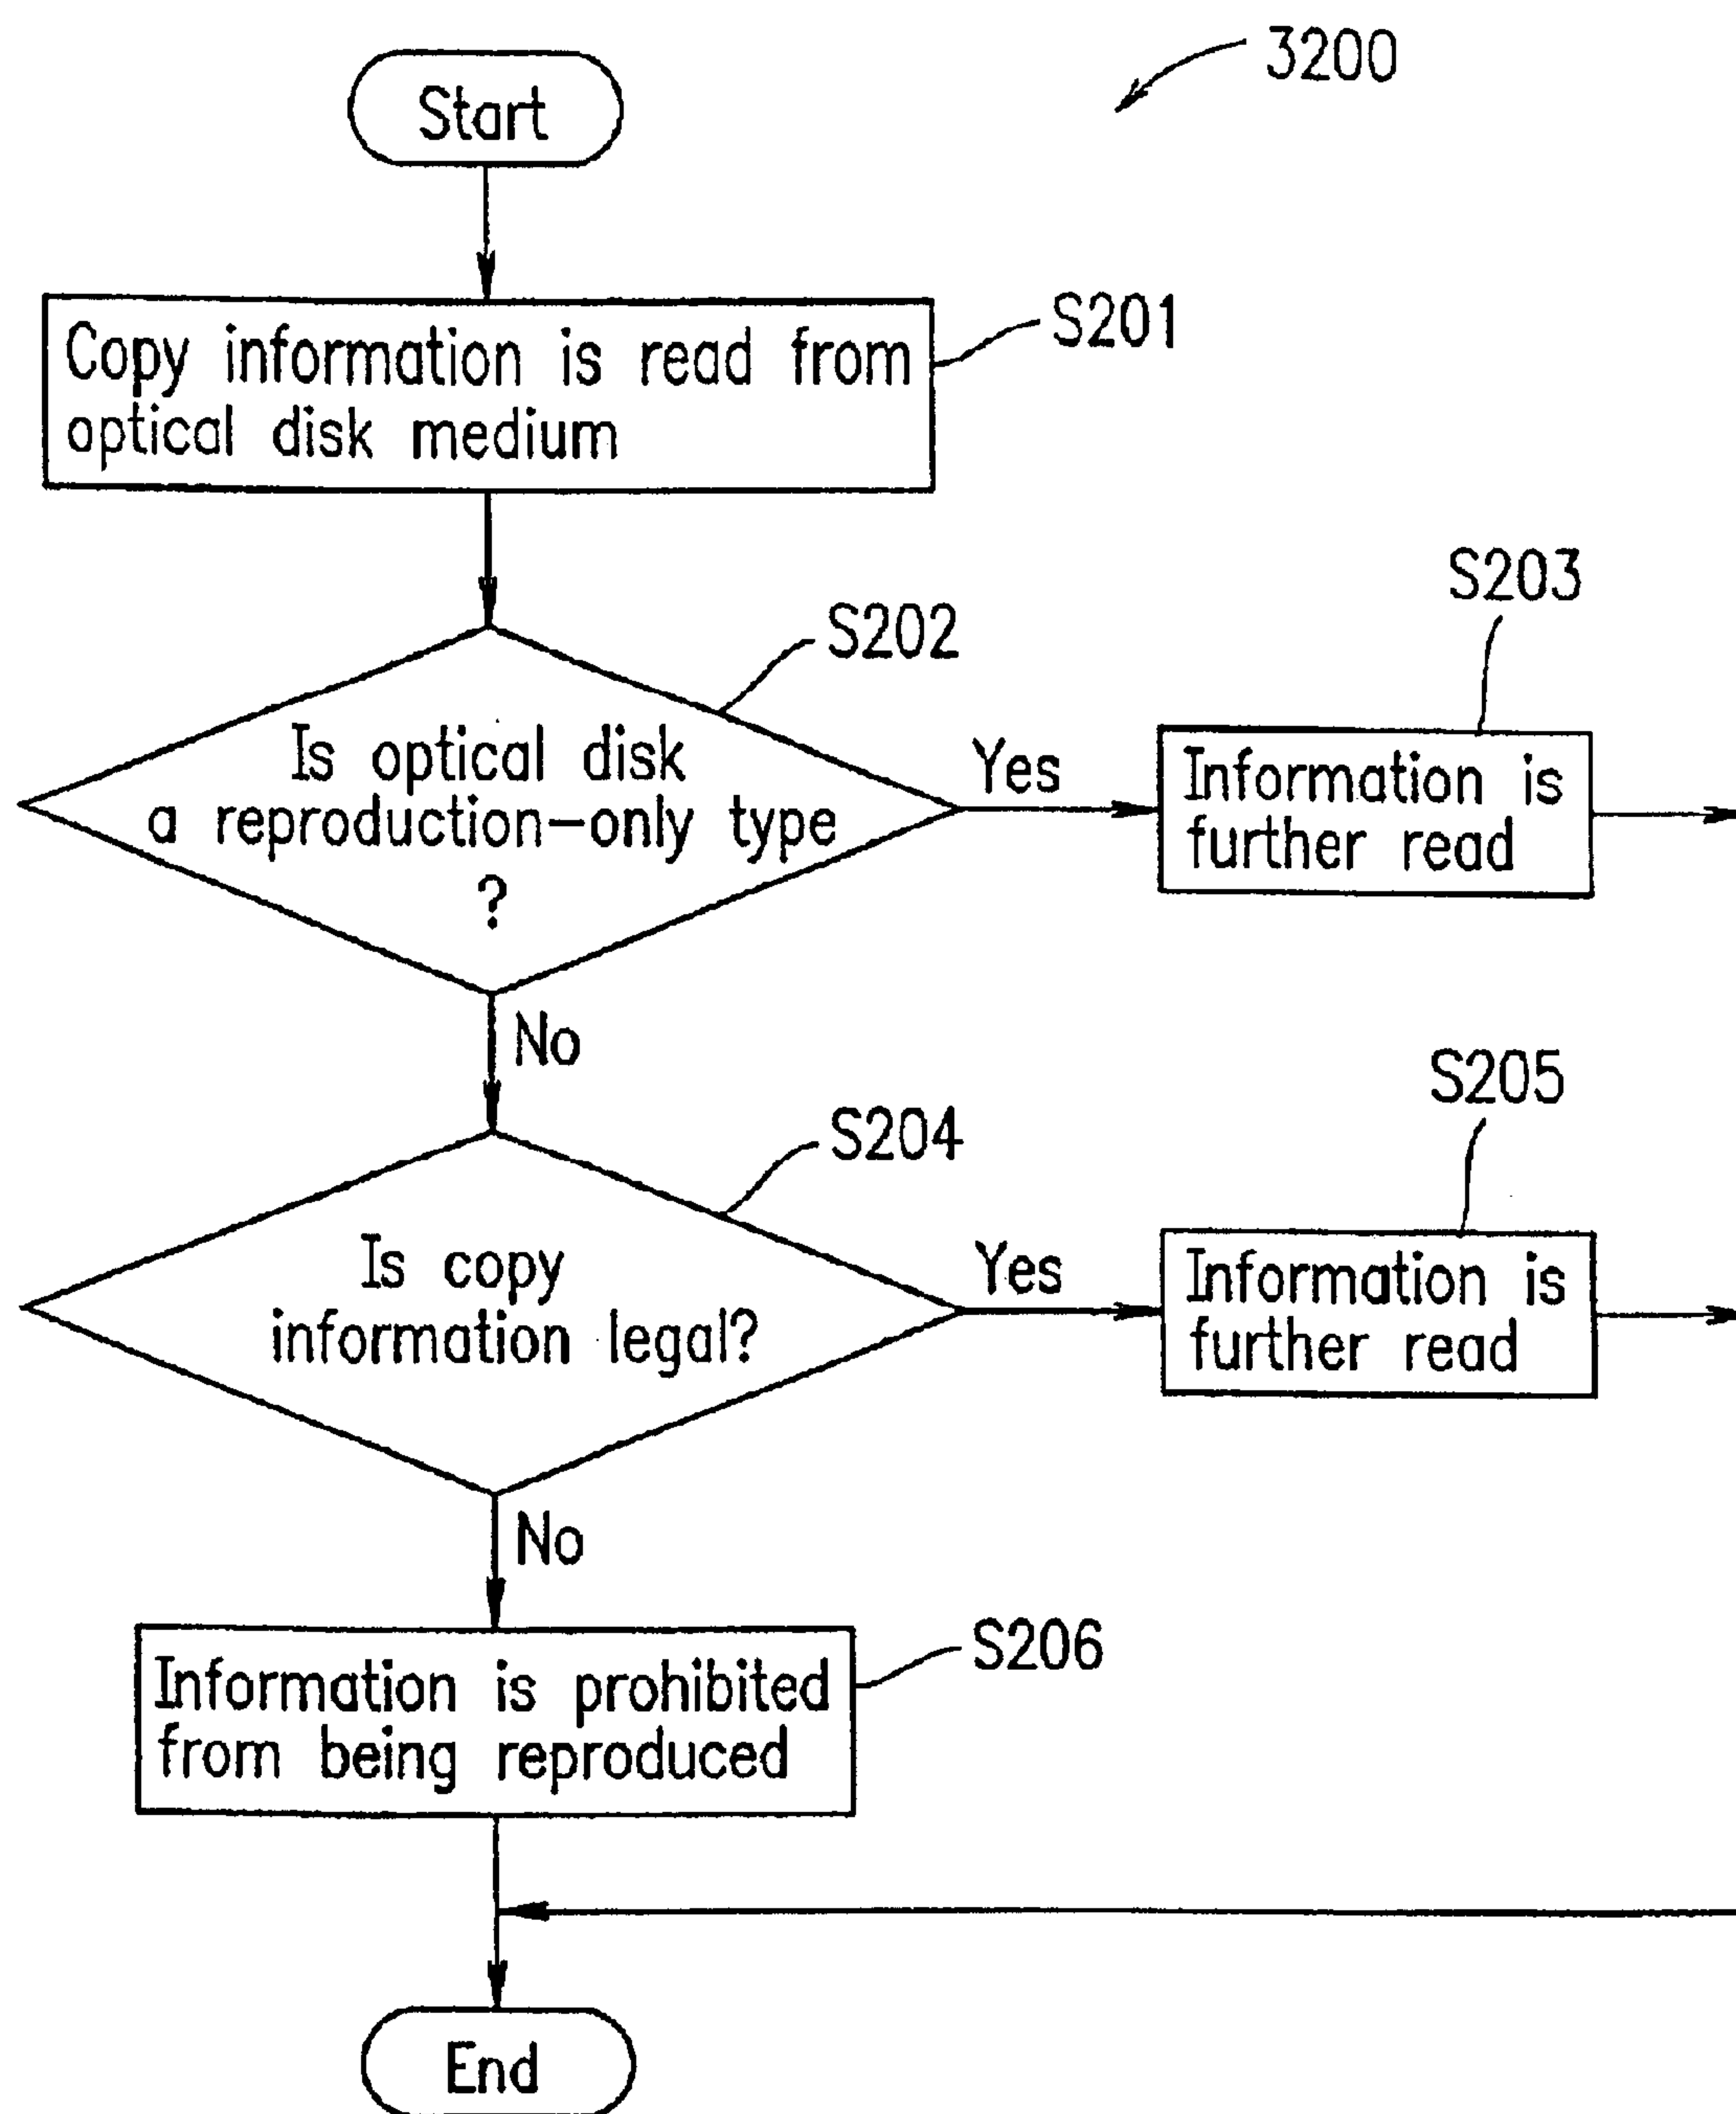 3200
Start
S201
Copy information is read from
optical disk medium
S202
Is optical disk
a reproduction-only type
?
Yes
S203
Information is
further read
No
S204
Is copy
information legal?
Yes
S205
Information is
further read
No
S206
Information is prohibited
from being reproduced
End